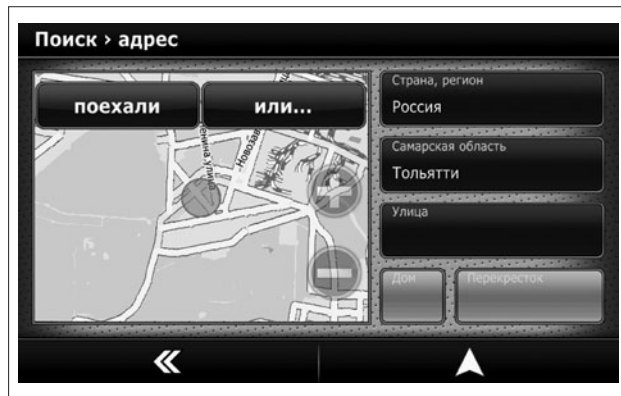 Поиск › адрес
поехали
или...
Страна, регион
Россия
Самарская область
Тольятти
Улица
Дом
Перекресток